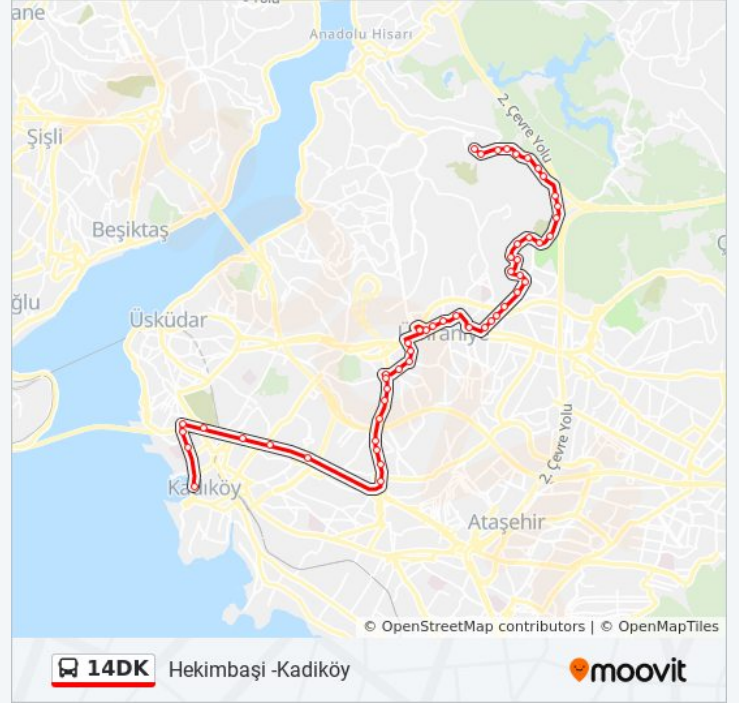 ane
Anadolu Hisarı
Şişli
2. Çevre Yolu
Beşiktaş
ğlu
Üsküdar
2. Çevre Yolu
Kadıköy
Ataşehir
© OpenStreetMap contributors | © OpenMapTiles
14DK Hekimbaşi -Kadiköy
moovit